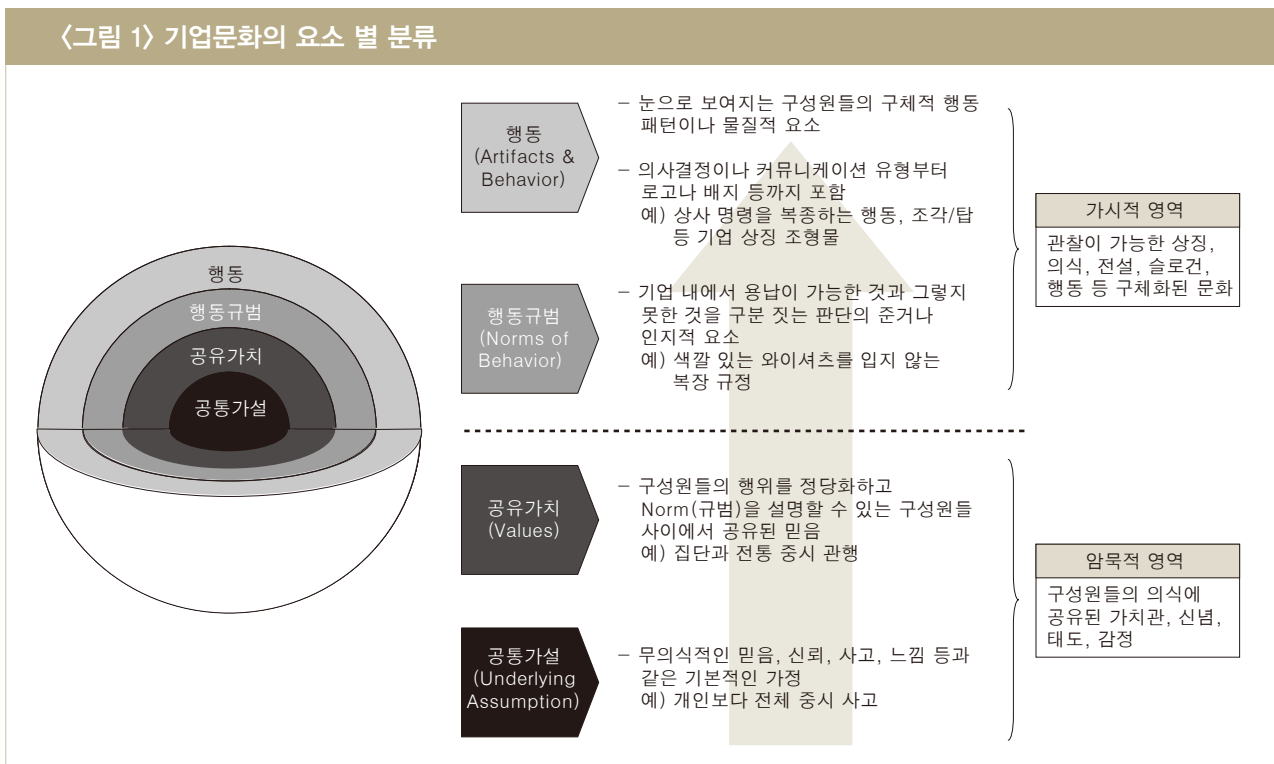 〈그림 1〉 기업문화의 요소 별 분류
행동
행동규범
공유가치
공통가설
행동
(Artifacts &
Behavior)
– 눈으로 보여지는 구성원들의 구체적 행동
패턴이나 물질적 요소
– 의사결정이나 커뮤니케이션 유형부터
로고나 배지 등까지 포함
예) 상사 명령을 복종하는 행동, 조각/탑
등 기업 상징 조형물
행동규범
(Norms of
Behavior)
– 기업 내에서 용납이 가능한 것과 그렇지
못한 것을 구분 짓는 판단의 준거나
인지적 요소
예) 색깔 있는 와이셔츠를 입지 않는
복장 규정
가시적 영역
관찰이 가능한 상징,
의식, 전설, 슬로건,
행동 등 구체화된 문화
공유가치
(Values)
– 구성원들의 행위를 정당화하고
Norm(규범)을 설명할 수 있는 구성원들
사이에서 공유된 믿음
예) 집단과 전통 중시 관행
공통가설
(Underlying
Assumption)
– 무의식적인 믿음, 신뢰, 사고, 느낌 등과
같은 기본적인 가정
예) 개인보다 전체 중시 사고
암묵적 영역
구성원들의 의식에
공유된 가치관, 신념,
태도, 감정